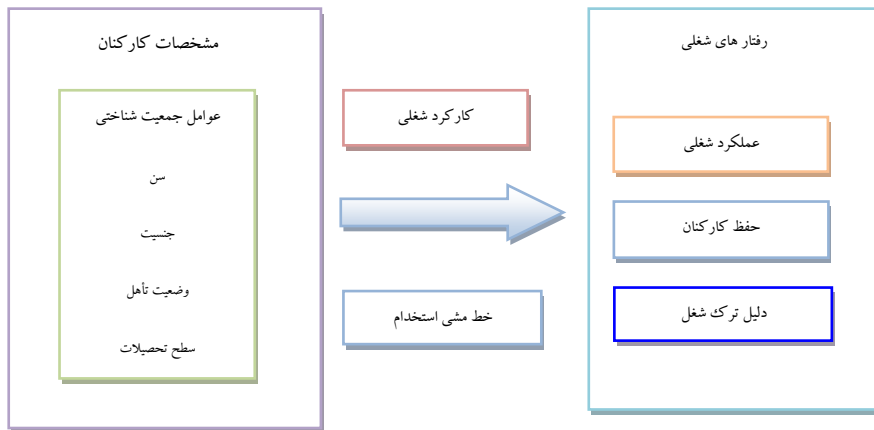 مشخصات کارکنان
عوامل جمعیت شناختی
سن
جنسیت
وضعیت تأهل
سطح تحصیلات
کارکرد شغلی
خط مشی استخدام
رفتار های شغلی
عملکرد شغلی
حفظ کارکنان
دلیل ترک شغل